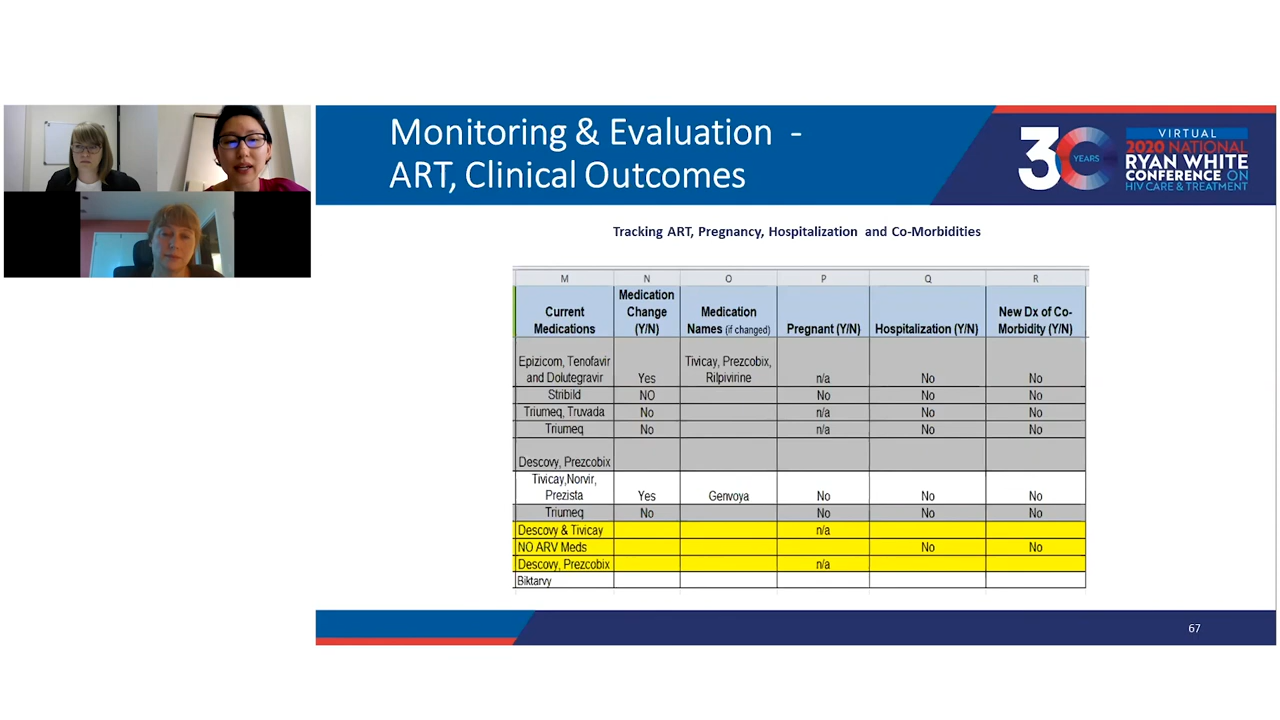 Monitoring & Evaluation -
ART, Clinical Outcomes
30 YEARS
VIRTUAL
2020 NATIONAL
RYAN WHITE
CONFERENCE ON
HIV CARE & TREATMENT
Tracking ART, Pregnancy, Hospitalization and Co-Morbidities
M N O P Q R
Current Medications Medication Change (Y/N) Medication Names (if changed) Pregnant (Y/N) Hospitalization (Y/N) New Dx of Co-Morbidity (Y/N)
Epizicom, Tenofavir and Dolutegravir Yes Tivicay, Prezcobix, Rilpivirine n/a No No
Stribild NO No No No
Triumeq, Truvada No n/a No No
Triumeq No n/a No No
Descovy, Prezcobix
Tivicay,Norvir, Prezista Yes Genvoya No No No
Triumeq No No No No
Descovy & Tivicay n/a
NO ARV Meds No No
Descovy, Prezcobix n/a
Biktarvy
67